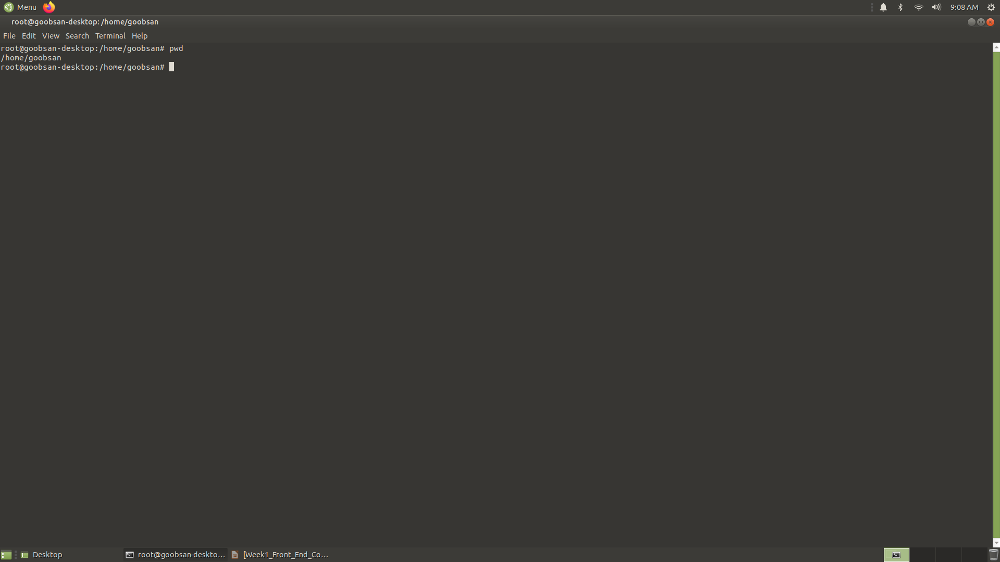 Menu
9:08 AM
root@goobsan-desktop: /home/goobsan
File Edit View Search Terminal Help
root@goobsan-desktop:/home/goobsan# pwd
/home/goobsan
root@goobsan-desktop:/home/goobsan#
Desktop
root@goobsan-deskto…
[Week1_Front_End_Co…